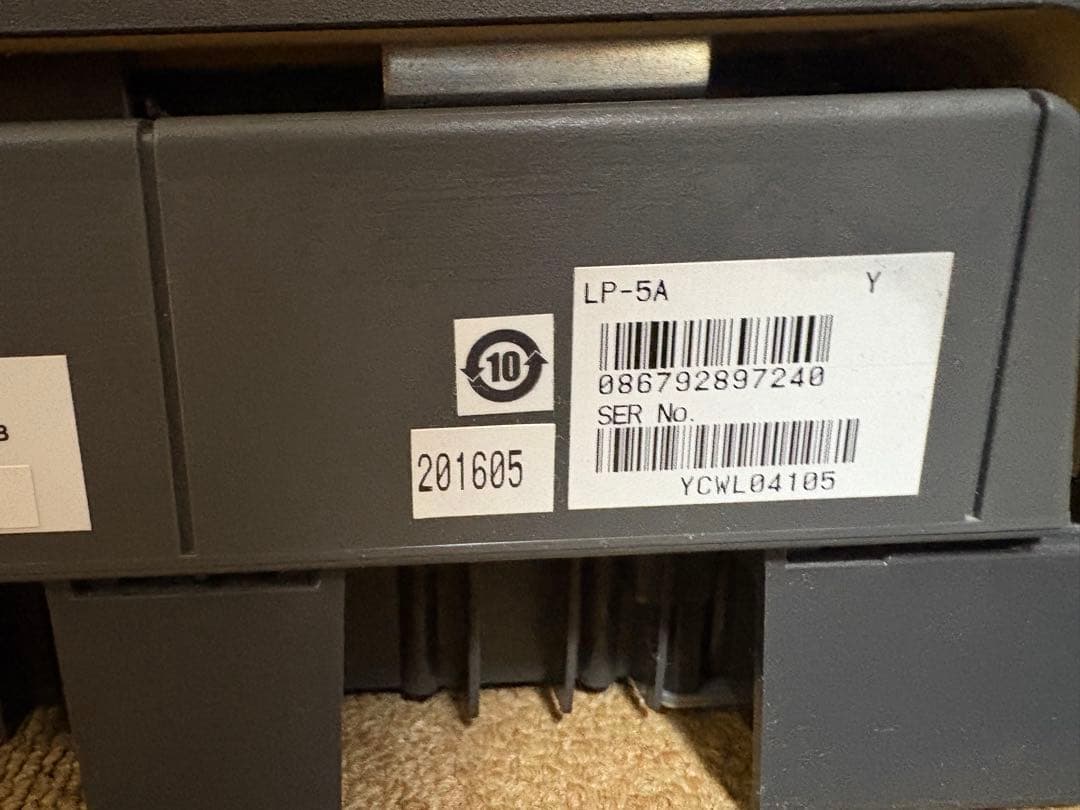 LP-5A Y
086792897240
SER No.
YCWL04105
10
201605
B